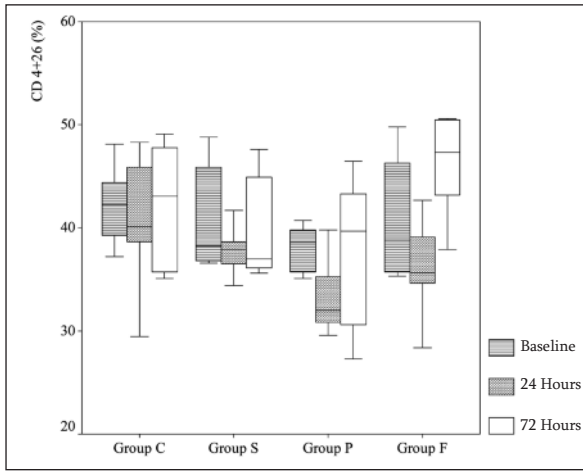 CD 4+26 (%)
60
50
40
30
20
Group C
Group S
Group P
Group F
Baseline
24 Hours
72 Hours